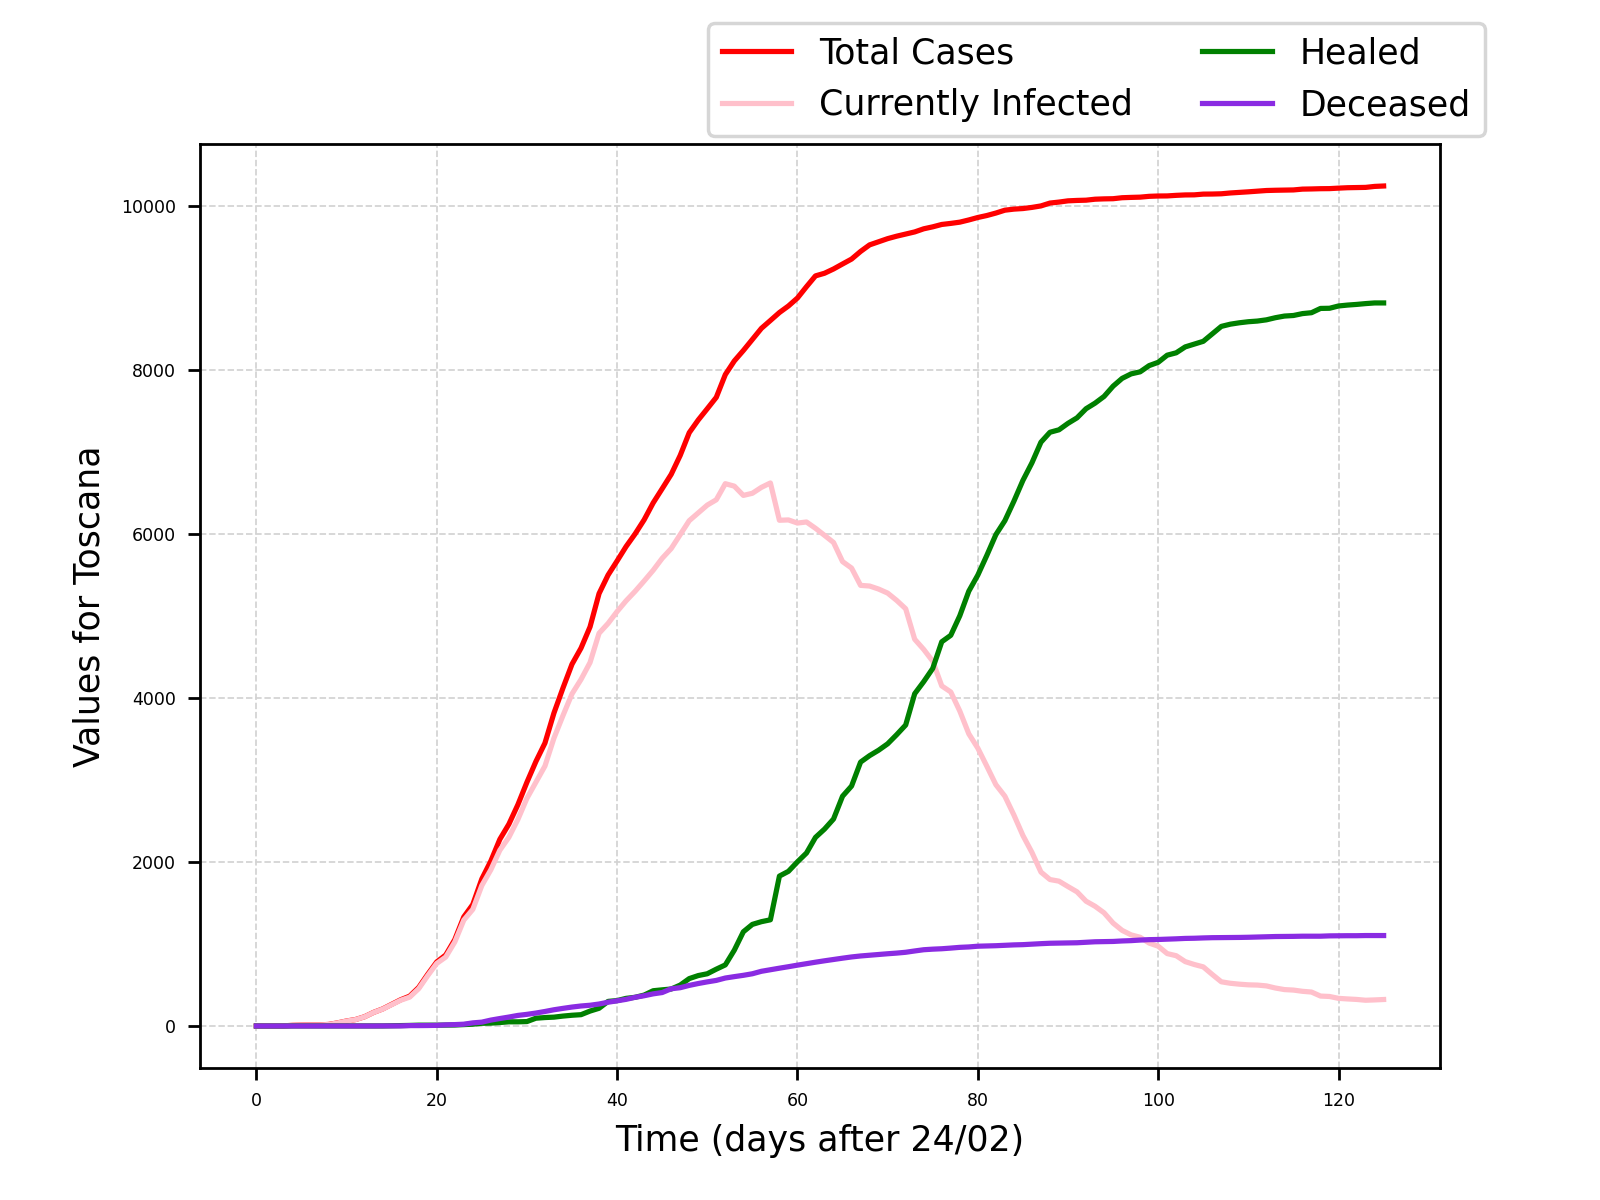 Total Cases
Currently Infected
Healed
Deceased
10000
8000
6000
4000
2000
0
Values for Toscana
0 20 40 60 80 100 120
Time (days after 24/02)